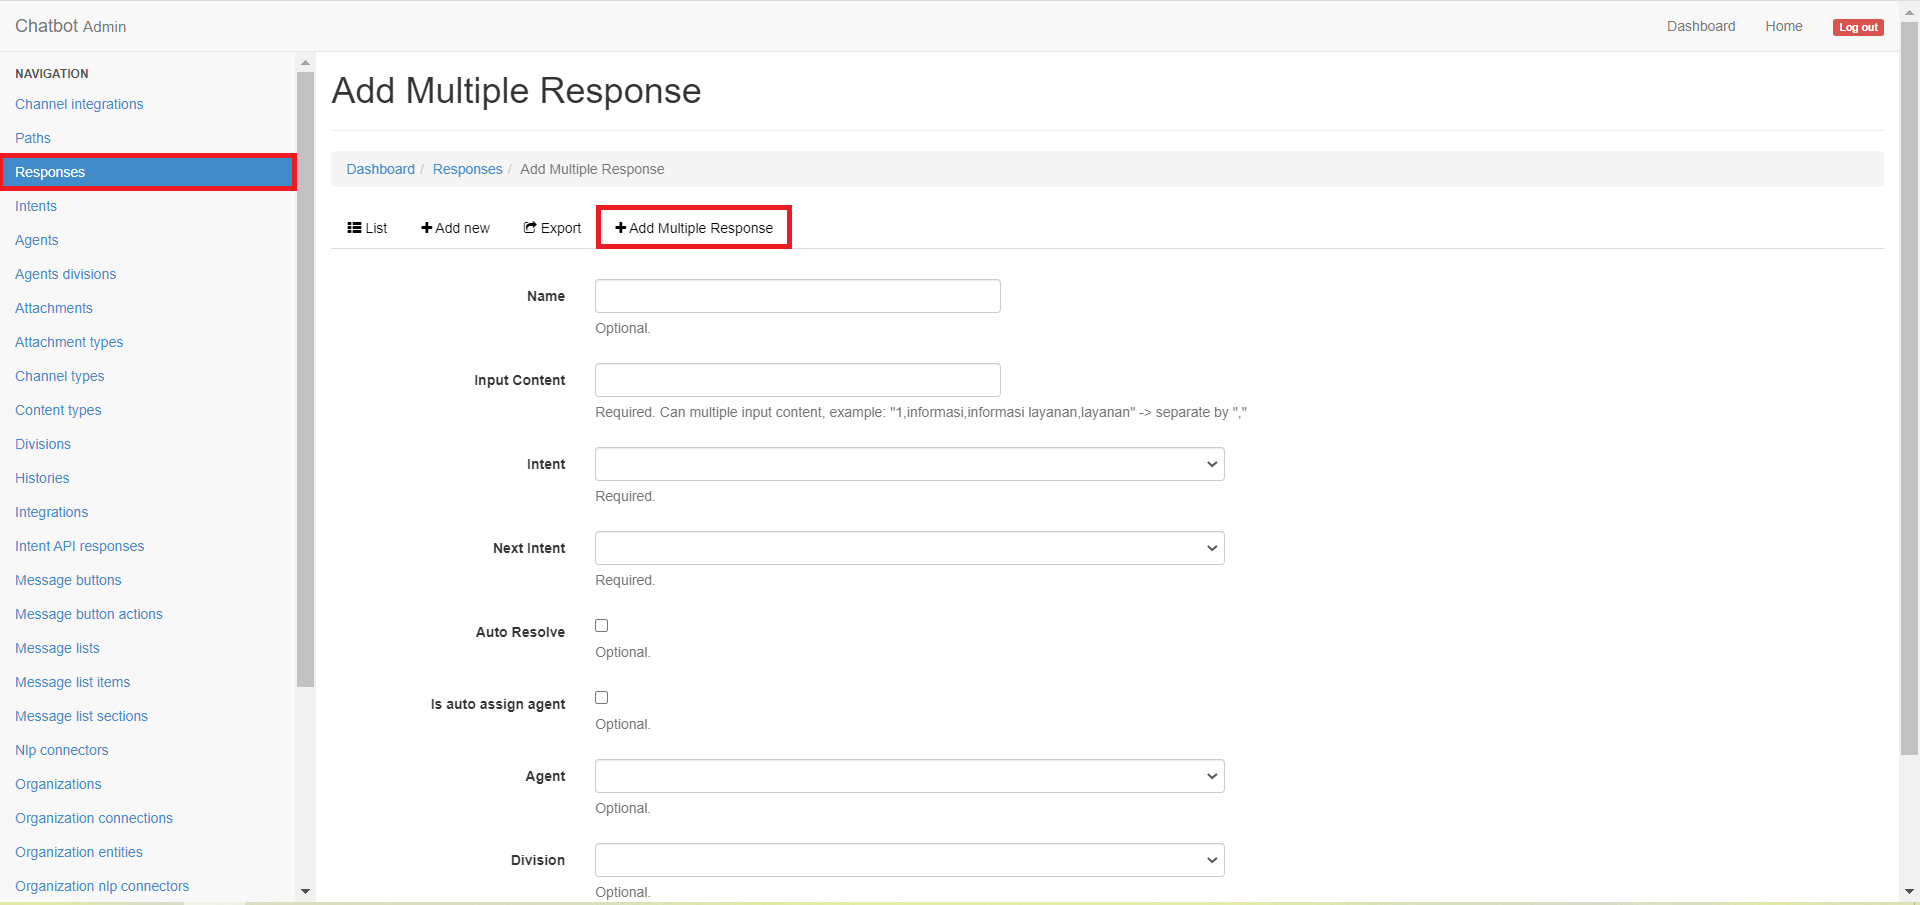 Chatbot Admin
Dashboard Home Log out
NAVIGATION
Channel integrations
Paths
Responses
Intents
Agents
Agents divisions
Attachments
Attachment types
Channel types
Content types
Divisions
Histories
Integrations
Intent API responses
Message buttons
Message button actions
Message lists
Message list items
Message list sections
Nlp connectors
Organizations
Organization connections
Organization entities
Organization nlp connectors
Add Multiple Response
Dashboard / Responses / Add Multiple Response
List Add new Export Add Multiple Response
Name
Optional.
Input Content
Required. Can multiple input content, example: "1,informasi,informasi layanan,layanan" -> separate by ","
Intent
Required.
Next Intent
Required.
Auto Resolve
Optional.
Is auto assign agent
Optional.
Agent
Optional.
Division
Optional.